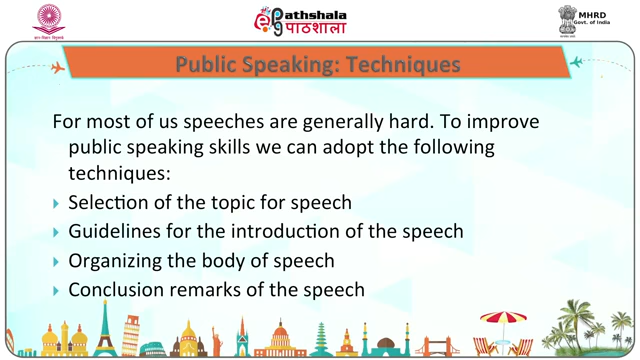 Pathshala
पाठशाला
MHRD
Govt. of India
Public Speaking: Techniques
For most of us speeches are generally hard. To improve
public speaking skills we can adopt the following
techniques:
Selection of the topic for speech
Guidelines for the introduction of the speech
Organizing the body of speech
Conclusion remarks of the speech